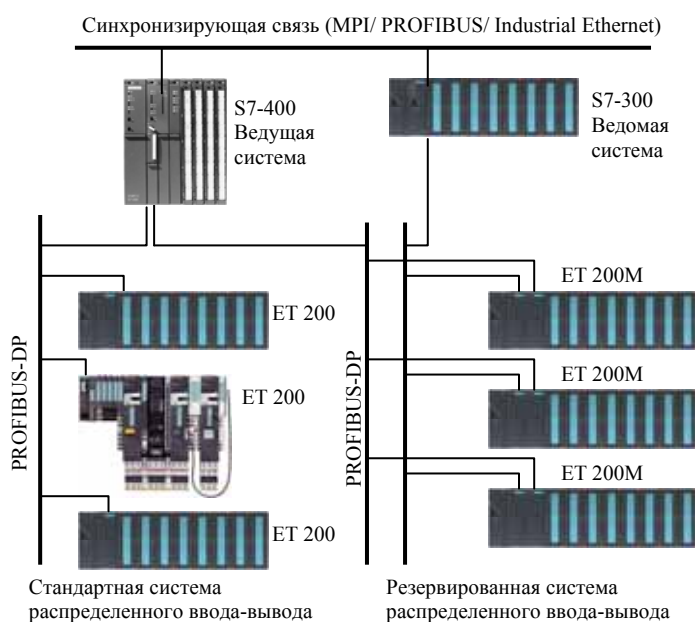 Синхронизирующая связь (MPI/ PROFIBUS/ Industrial Ethernet)
S7-400
Ведущая
система
S7-300
Ведомая
система
ET 200M
ET 200
ET 200M
ET 200
ET 200M
ET 200
PROFIBUS-DP
PROFIBUS-DP
Стандартная система
распределенного ввода-вывода
Резервированная система
распределенного ввода-вывода